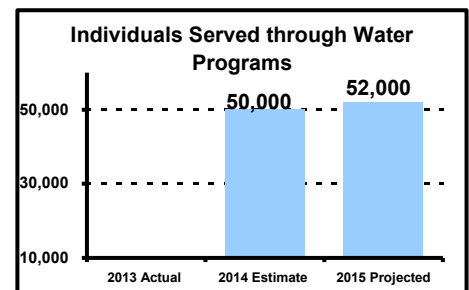 Individuals Served through Water
Programs
50,000
52,000
50,000
30,000
10,000
2013 Actual 2014 Estimate 2015 Projected